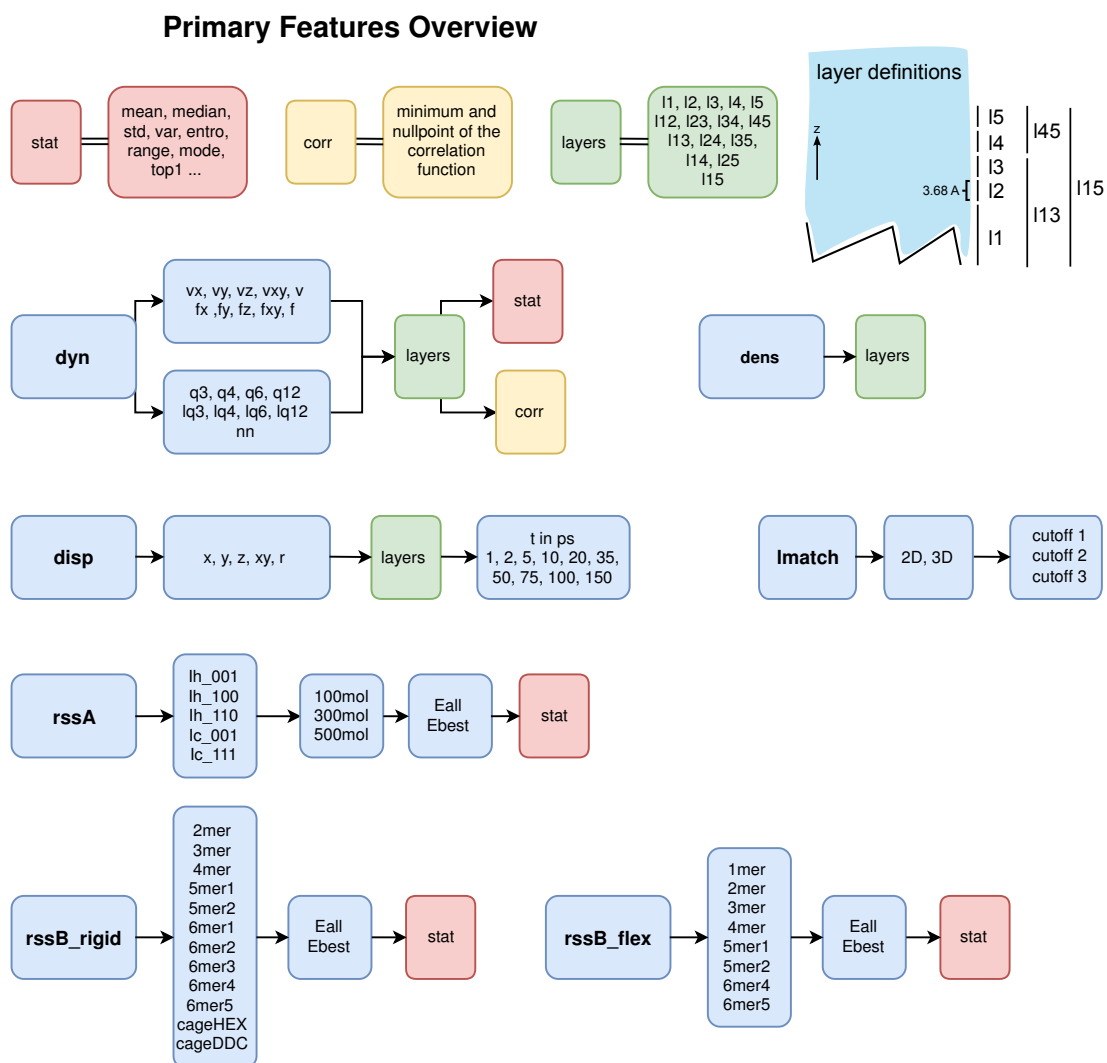 Primary Features Overview
stat
mean, median,
std, var, entro,
range, mode,
top1 ...
corr
minimum and
nullpoint of the
correlation
function
layers
l1, l2, l3, l4, l5
l12, l23, l34, l45
l13, l24, l35,
l14, l25
l15
layer definitions
z
3.68 A
l5
l4
l3
l2
l1
l45
l13
l15
dyn
vx, vy, vz, vxy, v
fx ,fy, fz, fxy, f
q3, q4, q6, q12
lq3, lq4, lq6, lq12
nn
layers
stat
corr
dens
layers
disp
x, y, z, xy, r
layers
t in ps
1, 2, 5, 10, 20, 35,
50, 75, 100, 150
lmatch
2D, 3D
cutoff 1
cutoff 2
cutoff 3
rssA
Ih_001
Ih_100
Ih_110
Ic_001
Ic_111
100mol
300mol
500mol
Eall
Ebest
stat
rssB_rigid
2mer
3mer
4mer
5mer1
5mer2
6mer1
6mer2
6mer3
6mer4
6mer5
cageHEX
cageDDC
Eall
Ebest
stat
rssB_flex
1mer
2mer
3mer
4mer
5mer1
5mer2
6mer4
6mer5
Eall
Ebest
stat